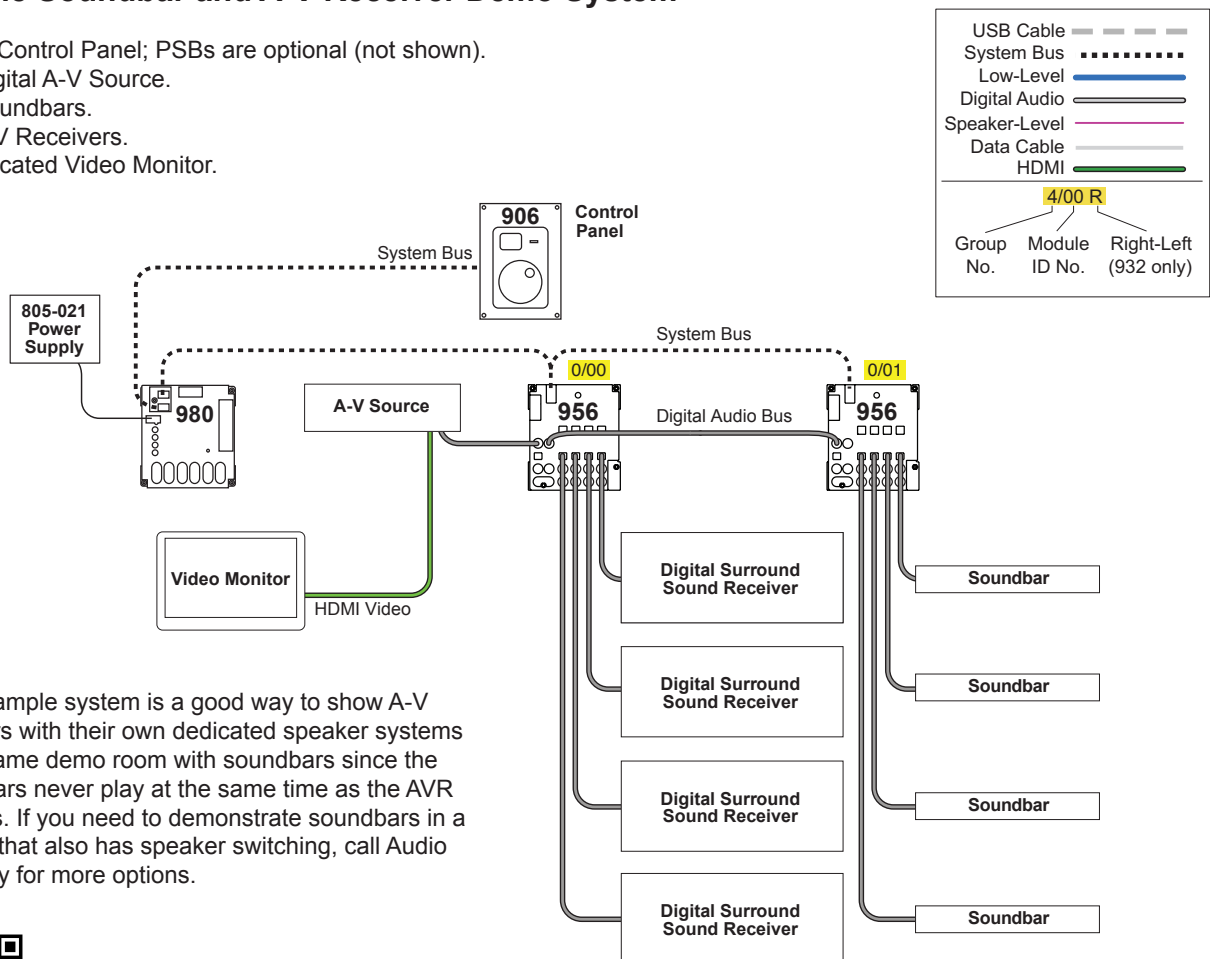 Soundbar and A-V Receiver Demo System
Control Panel; PSBs are optional (not shown).
A-V Source.
Receivers.
Video Monitor.
USB Cable
System Bus
Low-Level
Digital Audio
Speaker-Level
Data Cable
HDMI
4/00 R
Group No.
Module ID No.
Right-Left (932 only)
906
Control
Panel
System Bus
805-021
Power
Supply
System Bus
0/00
0/01
980
A-V Source
956
Digital Audio Bus
956
Video Monitor
HDMI Video
Digital Surround
Sound Receiver
Soundbar
Digital Surround
Sound Receiver
Soundbar
Digital Surround
Sound Receiver
Soundbar
Digital Surround
Sound Receiver
Soundbar
system is a good way to show A-V
with their own dedicated speaker systems
demo room with soundbars since the
never play at the same time as the AVR
If you need to demonstrate soundbars in a
that also has speaker switching, call Audio
for more options.